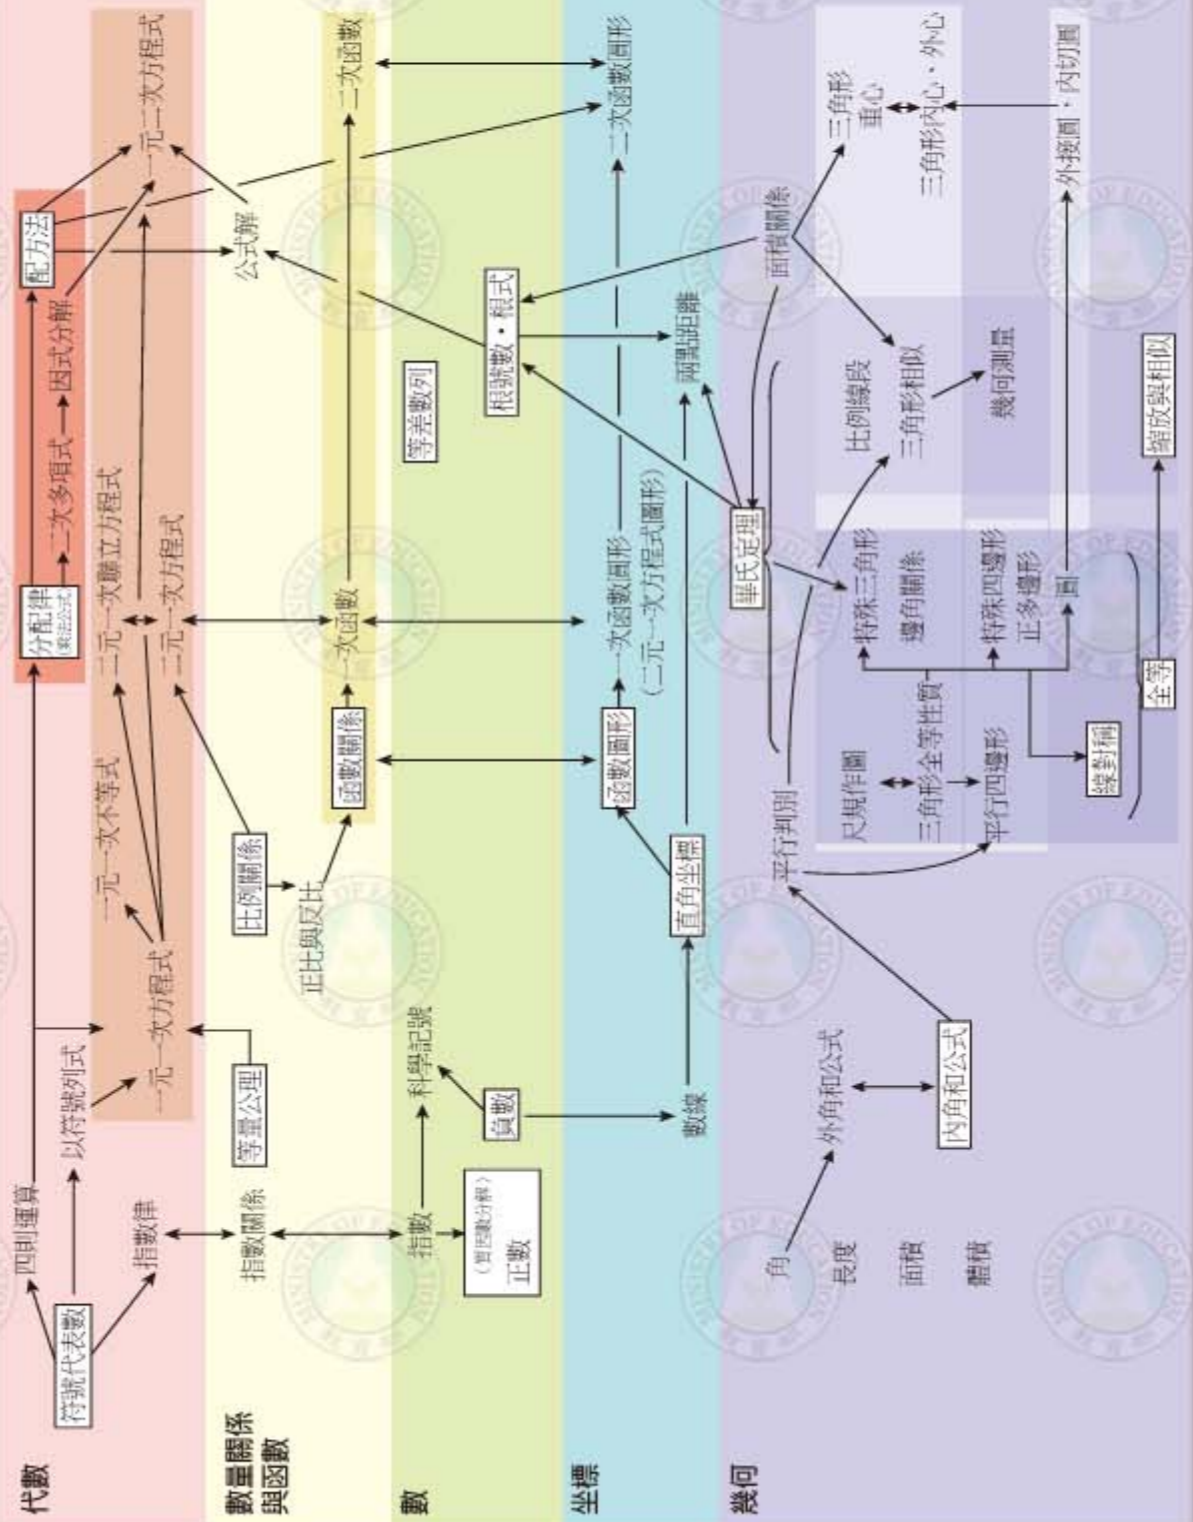 代數
符號代表數
四則運算
以符號列式
指數律
一元一次方程式
一元一次不等式
二元一次聯立方程式
二元一次方程式
分配律
(乘法公式)
二次多項式
因式分解
配方法
一元二次方程式
數量關係
與函數
指數關係
等量公理
比例關係
正比與反比
函數關係
一次函數
公式解
二次函數
數
指數
(質因數分解)
正數
負數
科學記號
等差數列
根號數・根式
坐標
數線
直角坐標
函數圖形
一次函數圖形
(二元一次方程式圖形)
兩點距離
二次函數圖形
幾何
角
長度
面積
體積
外角和公式
內角和公式
平行判別
畢氏定理
面積關係
尺規作圖
三角形全等性質
平行四邊形
特殊三角形
邊角關係
特殊四邊形
正多邊形
圓
線對稱
全等
縮放與相似
比例線段
三角形相似
幾何測量
三角形
重心
三角形內心・外心
外接圓・內切圓
MINISTRY OF EDUCATION